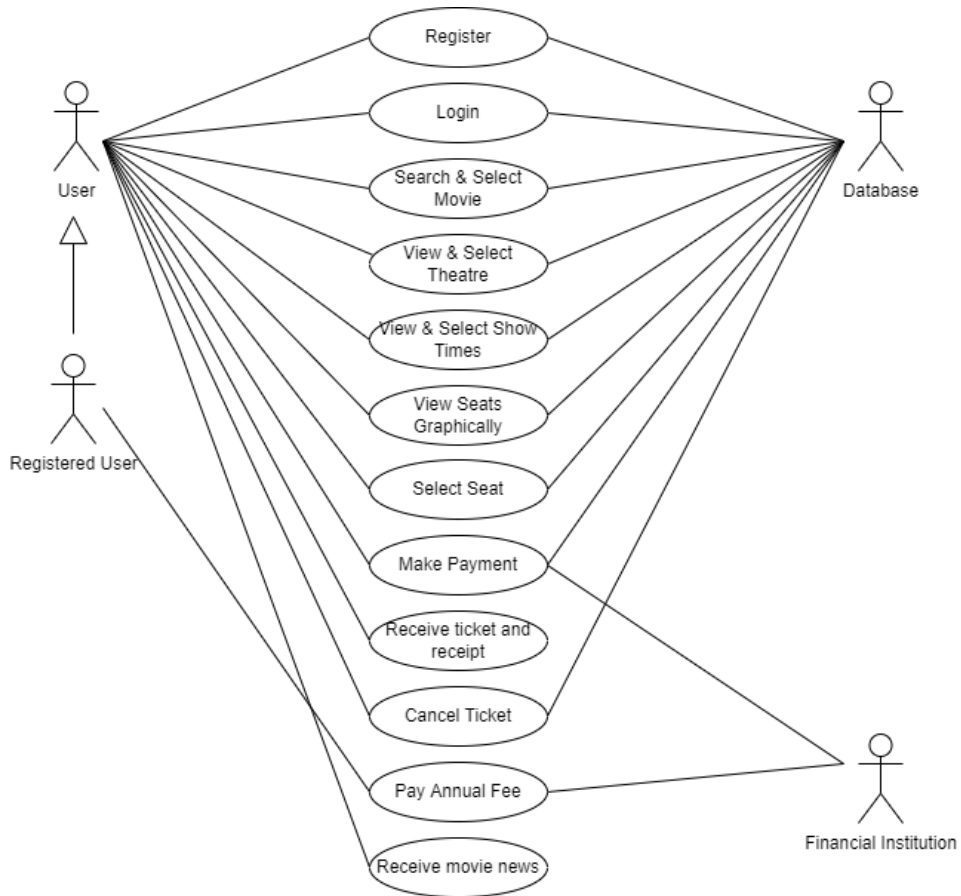 Register
Login
User
Database
Search & Select
Movie
View & Select
Theatre
View & Select Show
Times
View Seats
Graphically
Registered User
Select Seat
Make Payment
Receive ticket and
receipt
Cancel Ticket
Pay Annual Fee
Financial Institution
Receive movie news